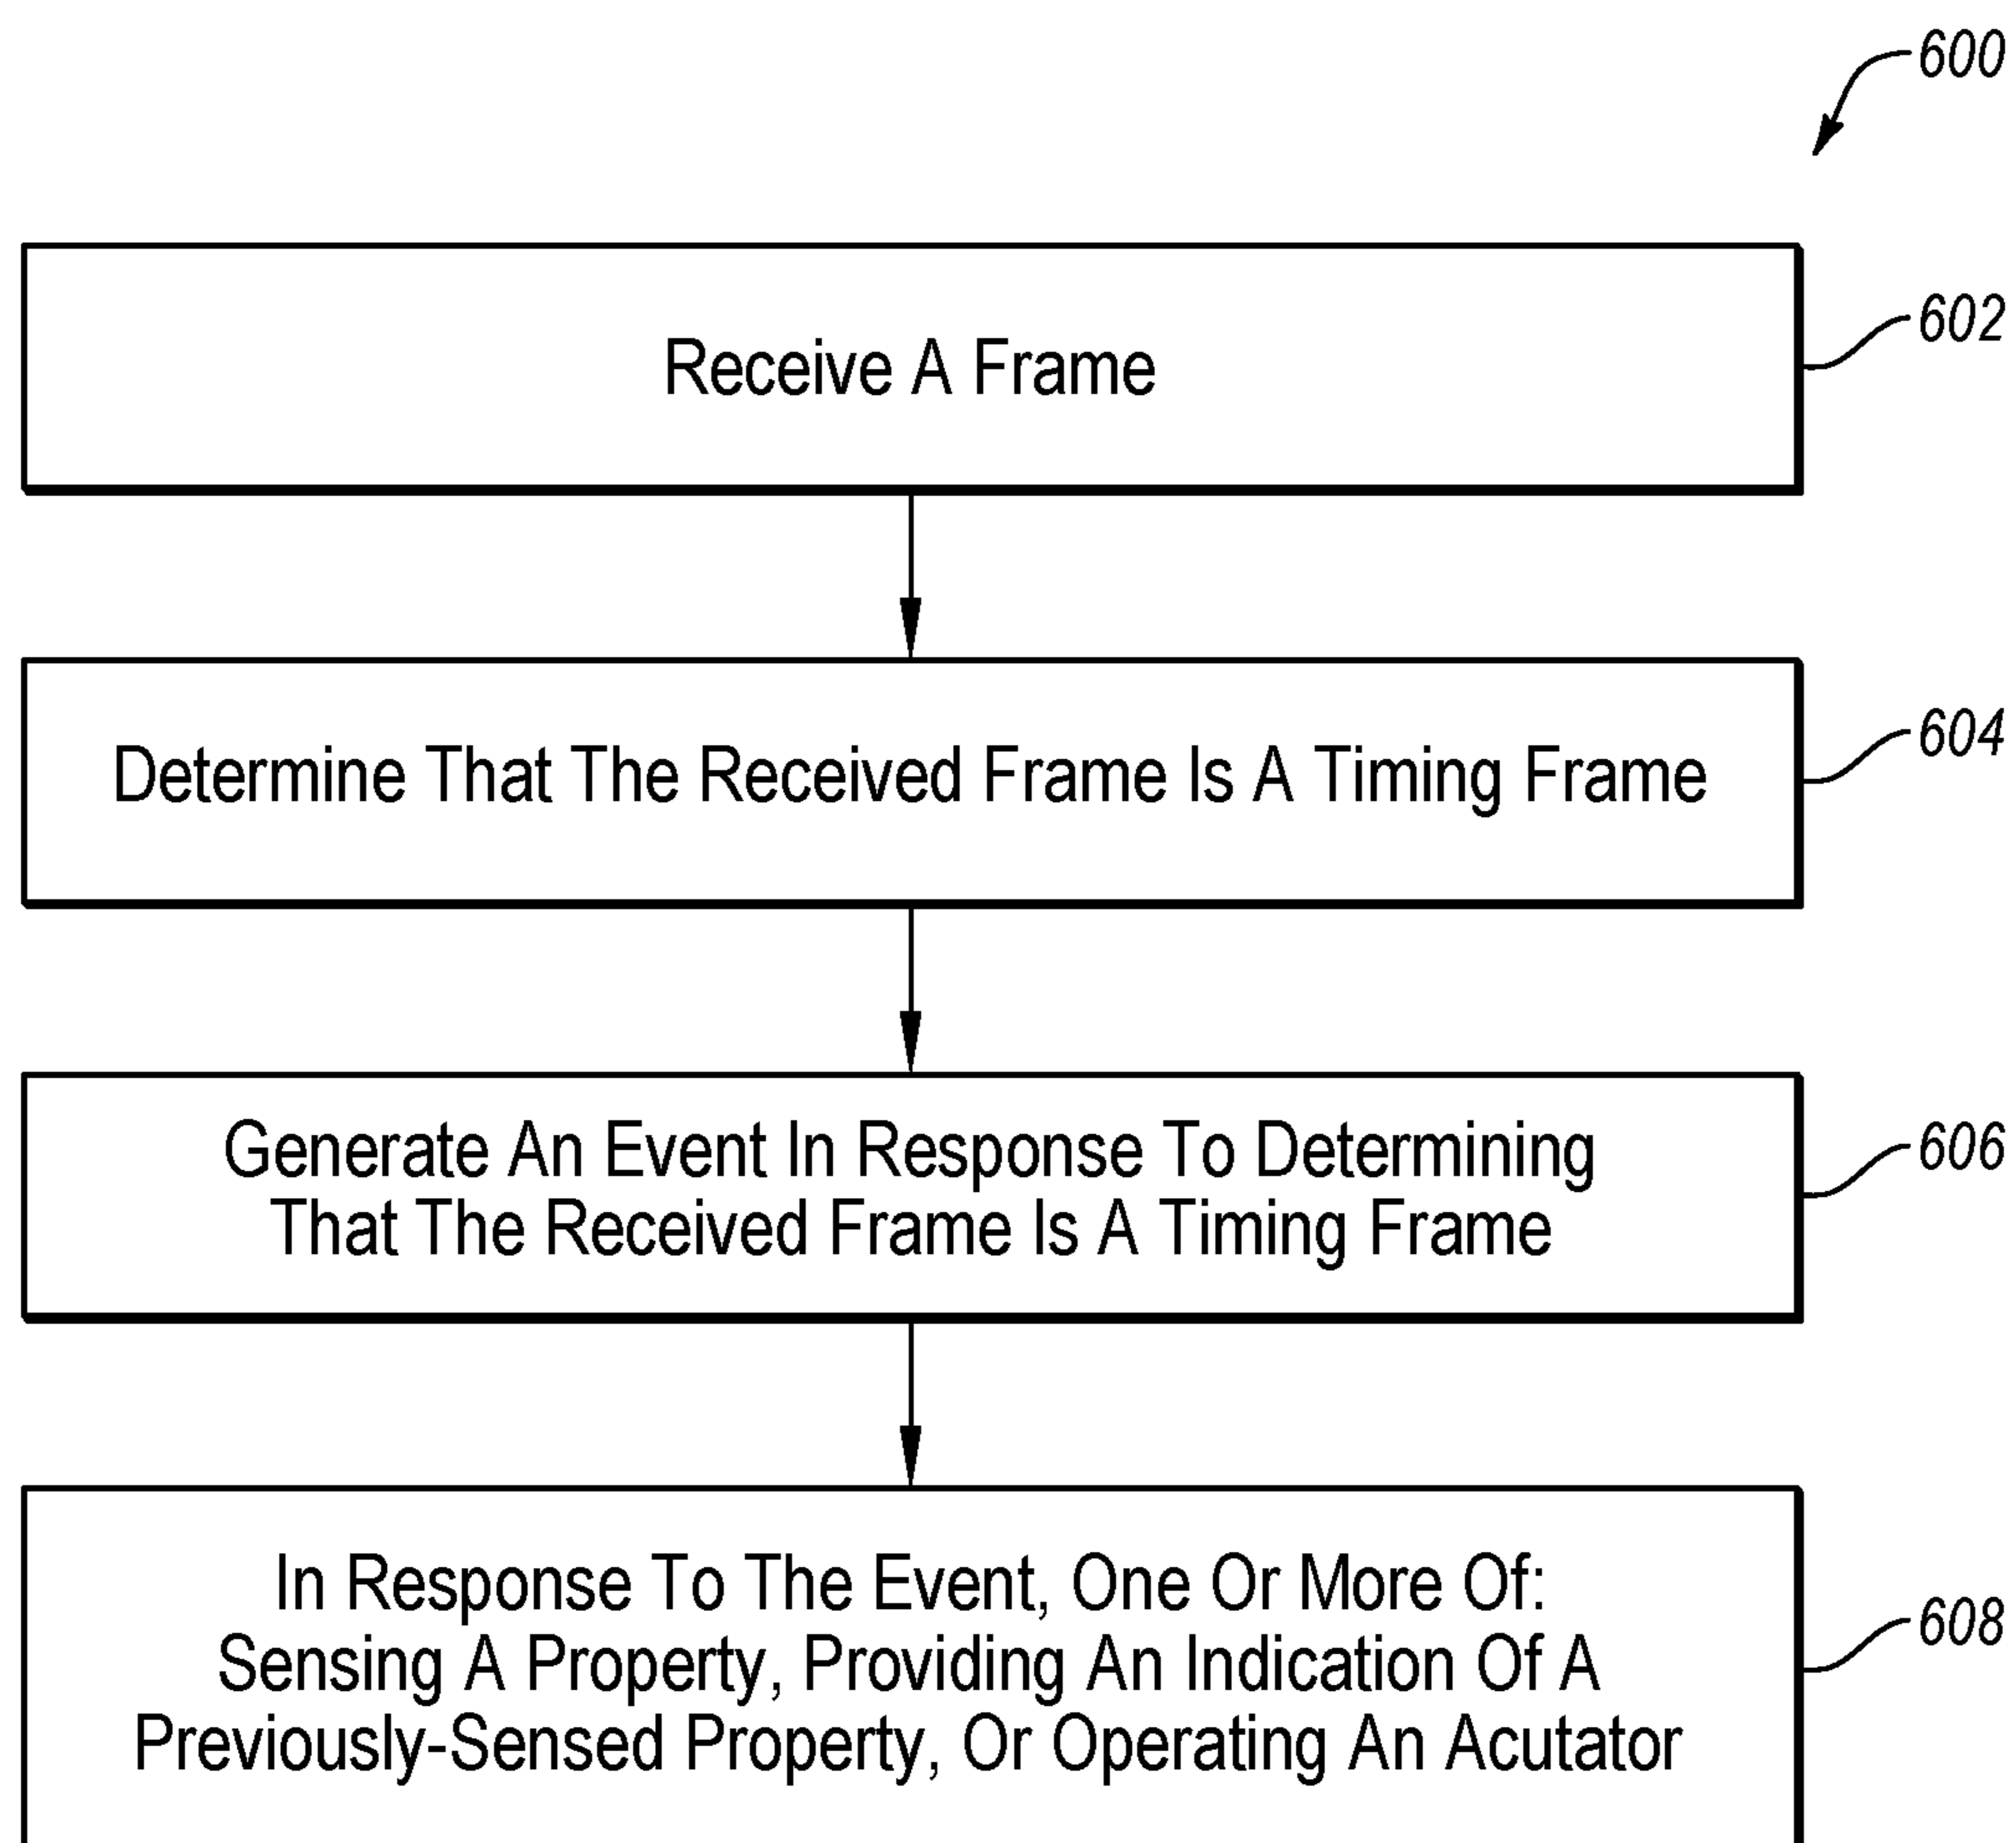 600
Receive A Frame
602
Determine That The Received Frame Is A Timing Frame
604
Generate An Event In Response To Determining
That The Received Frame Is A Timing Frame
606
In Response To The Event, One Or More Of:
Sensing A Property, Providing An Indication Of A
Previously-Sensed Property, Or Operating An Acutator
608